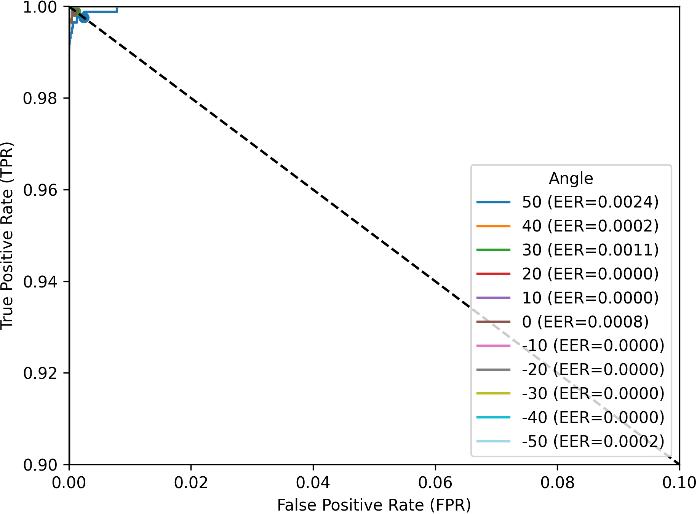 1.00
0.98
0.96
0.94
0.92
0.90
True Positive Rate (TPR)
0.00
0.02
0.04
0.06
0.08
0.10
False Positive Rate (FPR)
Angle
50 (EER=0.0024)
40 (EER=0.0002)
30 (EER=0.0011)
20 (EER=0.0000)
10 (EER=0.0000)
0 (EER=0.0008)
-10 (EER=0.0000)
-20 (EER=0.0000)
-30 (EER=0.0000)
-40 (EER=0.0000)
-50 (EER=0.0002)